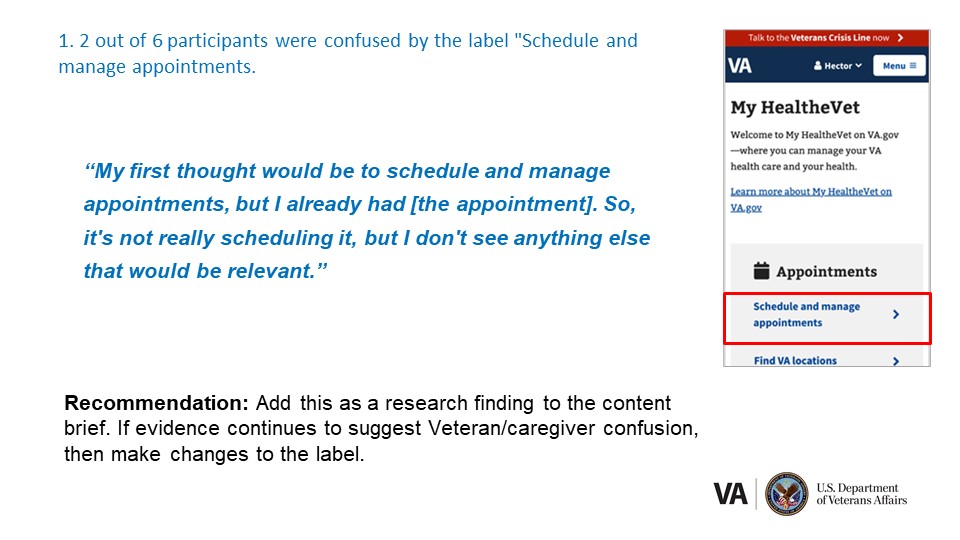 1. 2 out of 6 participants were confused by the label "Schedule and
manage appointments.
“My first thought would be to schedule and manage
appointments, but I already had [the appointment]. So,
it's not really scheduling it, but I don't see anything else
that would be relevant.”
Recommendation: Add this as a research finding to the content
brief. If evidence continues to suggest Veteran/caregiver confusion,
then make changes to the label.
Talk to the Veterans Crisis Line now
VA
Hector
Menu
My HealtheVet
Welcome to My HealtheVet on VA.gov
—where you can manage your VA
health care and your health.
Learn more about My HealtheVet on
VA.gov
Appointments
Schedule and manage
appointments
Find VA locations
VA
U.S. Department
of Veterans Affairs